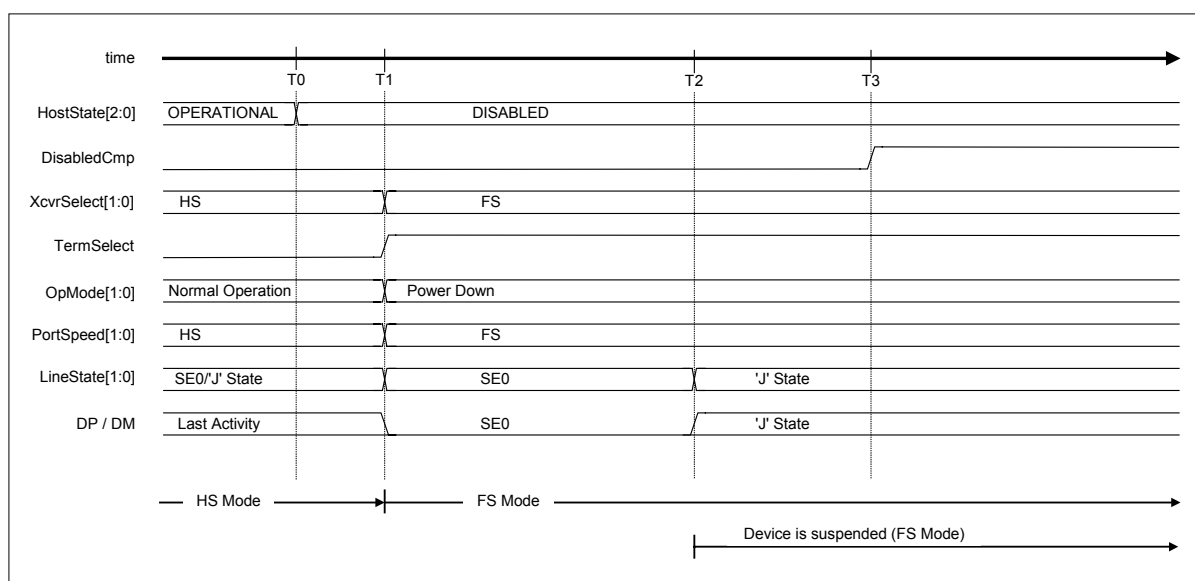 time
T0 T1 T2 T3
HostState[2:0] OPERATIONAL DISABLED
DisabledCmp
XcvrSelect[1:0] HS FS
TermSelect
OpMode[1:0] Normal Operation Power Down
PortSpeed[1:0] HS FS
LineState[1:0] SE0/'J' State SE0 'J' State
DP / DM Last Activity SE0 'J' State
HS Mode FS Mode
Device is suspended (FS Mode)